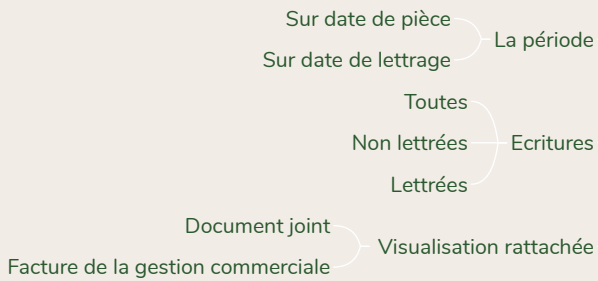 Sur date de pièce
La période
Sur date de lettrage
Toutes
Non lettrées
Ecritures
Lettrées
Document joint
Visualisation rattachée
Facture de la gestion commerciale